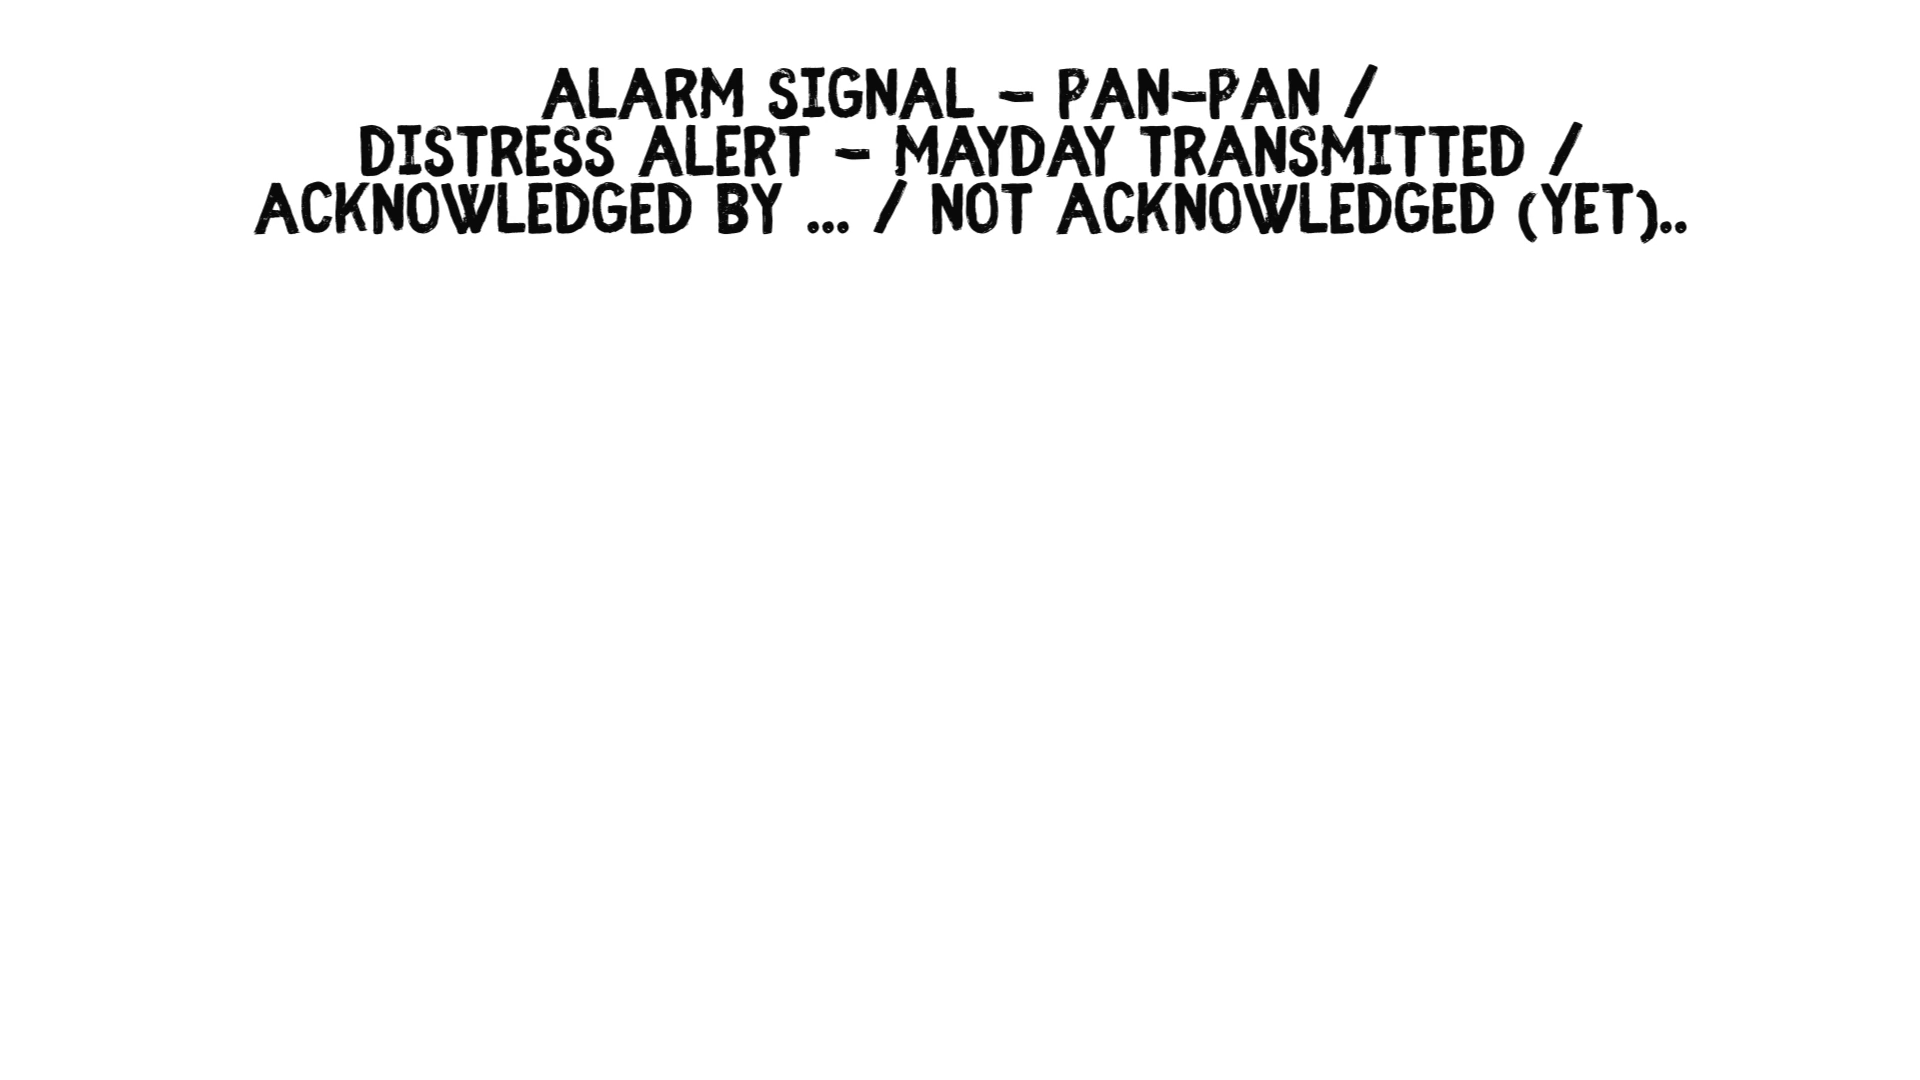 ALARM SIGNAL - PAN-PAN /
DISTRESS ALERT - MAYDAY TRANSMITTED /
ACKNOWLEDGED BY ... / NOT ACKNOWLEDGED (YET)..